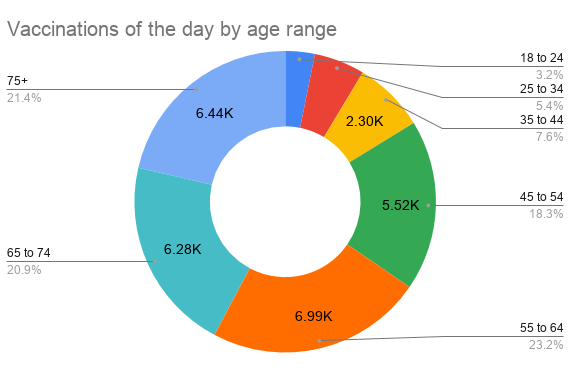 Vaccinations of the day by age range
18 to 24
3.2%
25 to 34
5.4%
35 to 44
7.6%
45 to 54
18.3%
55 to 64
23.2%
65 to 74
20.9%
75+
21.4%
2.30K
5.52K
6.99K
6.28K
6.44K